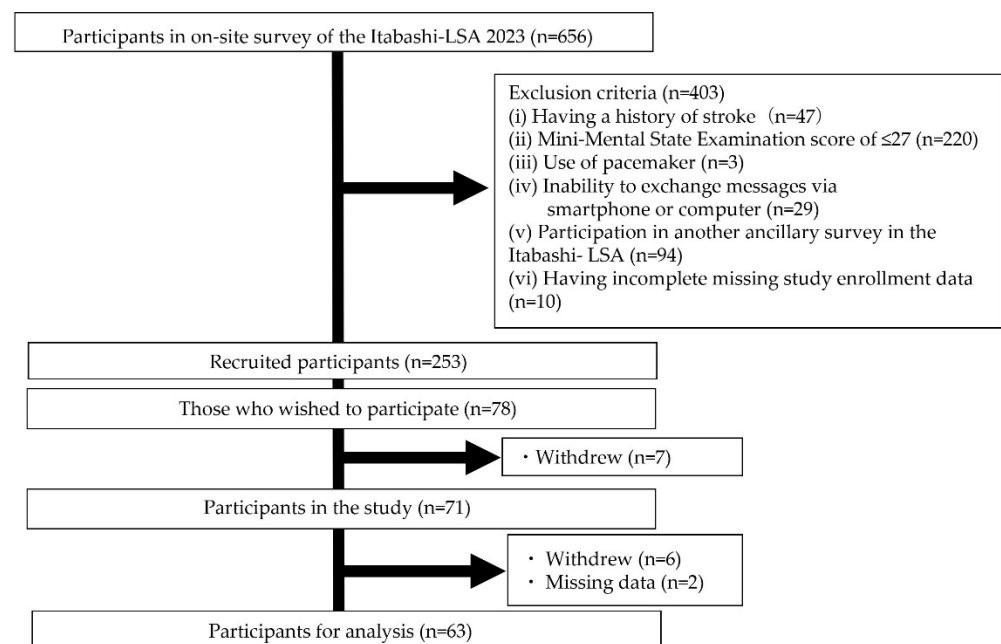 Participants in on-site survey of the Itabashi-LSA 2023 (n=656)
Exclusion criteria (n=403)
(i) Having a history of stroke （n=47）
(ii) Mini-Mental State Examination score of ≤27 (n=220)
(iii) Use of pacemaker (n=3)
(iv) Inability to exchange messages via
smartphone or computer (n=29)
(v) Participation in another ancillary survey in the
Itabashi- LSA (n=94)
(vi) Having incomplete missing study enrollment data
(n=10)
Recruited participants (n=253)
Those who wished to participate (n=78)
・Withdrew (n=7)
Participants in the study (n=71)
・ Withdrew (n=6)
・ Missing data (n=2)
Participants for analysis (n=63)